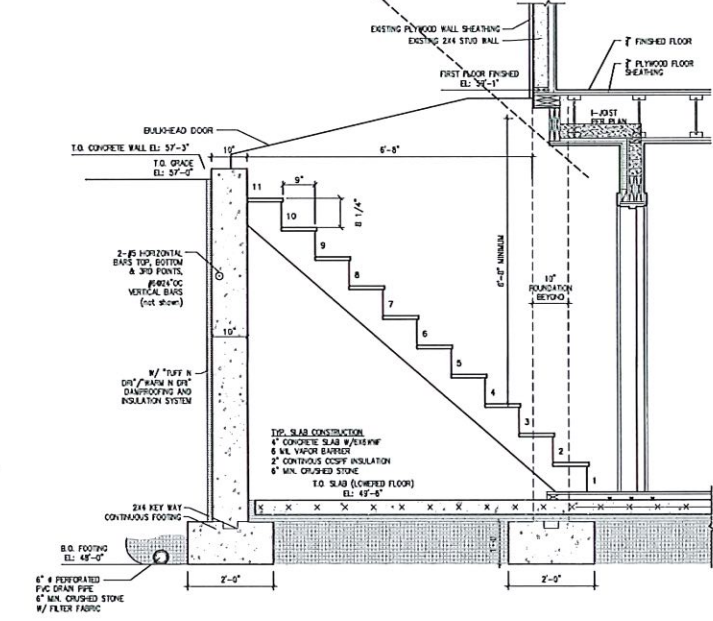 EXISTING PLYWOOD WALL SHEATHING
EXISTING 2X4 STUD WALL
FINISHED FLOOR
PLYWOOD FLOOR
SHEATHING
FIRST FLOOR FINISHED
I-JOIST
PER PLAN
BULKHEAD DOOR
T.O. CONCRETE WALL EL: 57'-3"
10"
6'-8"
T.O. GRADE
EL: 57'-0"
11
9"
10
8 1/4"
9
8
7
6
5
4
3
2
1
6'-8" MINIMUM
10"
FOUNDATION
BEYOND
2-#5 HORIZONTAL
BARS TOP, BOTTOM
& 3RD POINTS,
VERTICAL BARS
(not shown)
10"
W/ "TUFF N
DRI"/"WARM N DRI"
DAMPROOFING AND
INSULATION SYSTEM
TYP. SLAB CONSTRUCTION
4" CONCRETE SLAB W/6X6WWF
6 MIL VAPOR BARRIER
2" CONTINOUS CCSPF INSULATION
6" MIN. CRUSHED STONE
T.O. SLAB (LOWERED FLOOR)
EL: 49'-6"
2X4 KEY WAY
CONTINUOUS FOOTING
B.O. FOOTING
EL: 48'-0"
1'-0
6" # PERFORATED
PVC DRAIN PIPE
6" MIN. CRUSHED STONE
W/ FILTER FABRIC
2'-0"
2'-0"